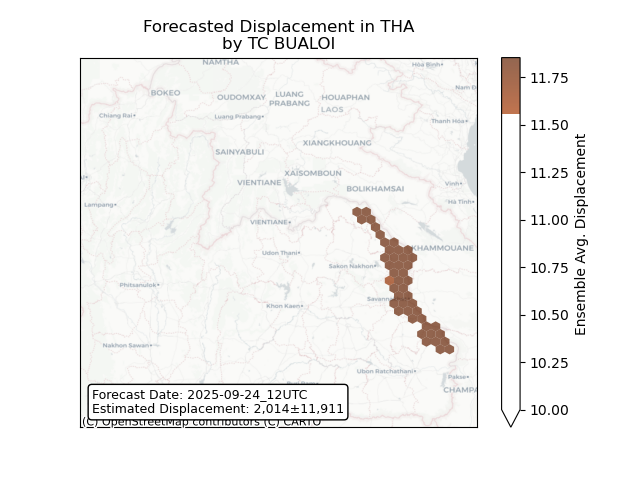 Forecasted Displacement in THA
by TC BUALOI
NAMTHA
Hòa Bình
BOKEO
OUDOMXAY
LUANG
PRABANG
HOUAPHAN
LAOS
Nam D
Chiang Rai
Luang Prabang
Thanh Hóa
XIANGKHOUANG
SAINYABULI
XAISOMBOUN
VIENTIANE
BOLIKHAMSAI
Vinh
Lampang
Hà Tĩnh
VIENTIANE
KHAMMOUANE
Udon Thani
Sakon Nakhon
Phitsanulok
Savanna
Khon Kaen
Nakhon Sawan
Ubon Ratchathani
Pakse
CHAMPA
Forecast Date: 2025-09-24_12UTC
Estimated Displacement: 2,014±11,911
(C) OpenStreetMap contributors (C) CARTO
11.75
11.50
11.25
11.00
10.75
10.50
10.25
10.00
Ensemble Avg. Displacement